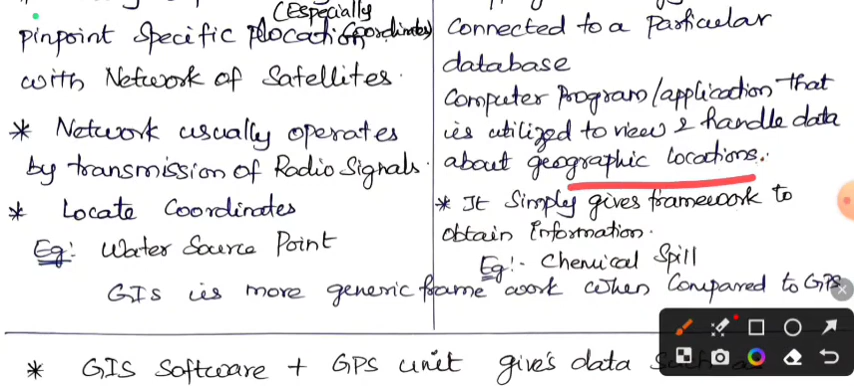 (Especially
pinpoint Specific plocation Coordinates)
with Network of Satellites.
* Network usually operates
by transmission of Radio Signals.
* Locate Coordinates
Eg: Water Source Point
Connected to a particular
database
Computer Program/application that
is utilized to view & handle data
about geographic locations.
* It Simply gives framework to
obtain Information.
Eg:- Chemical Spill
GIS is more generic frame work when Compared to GPS
* GIS Software + GPS unit gives data